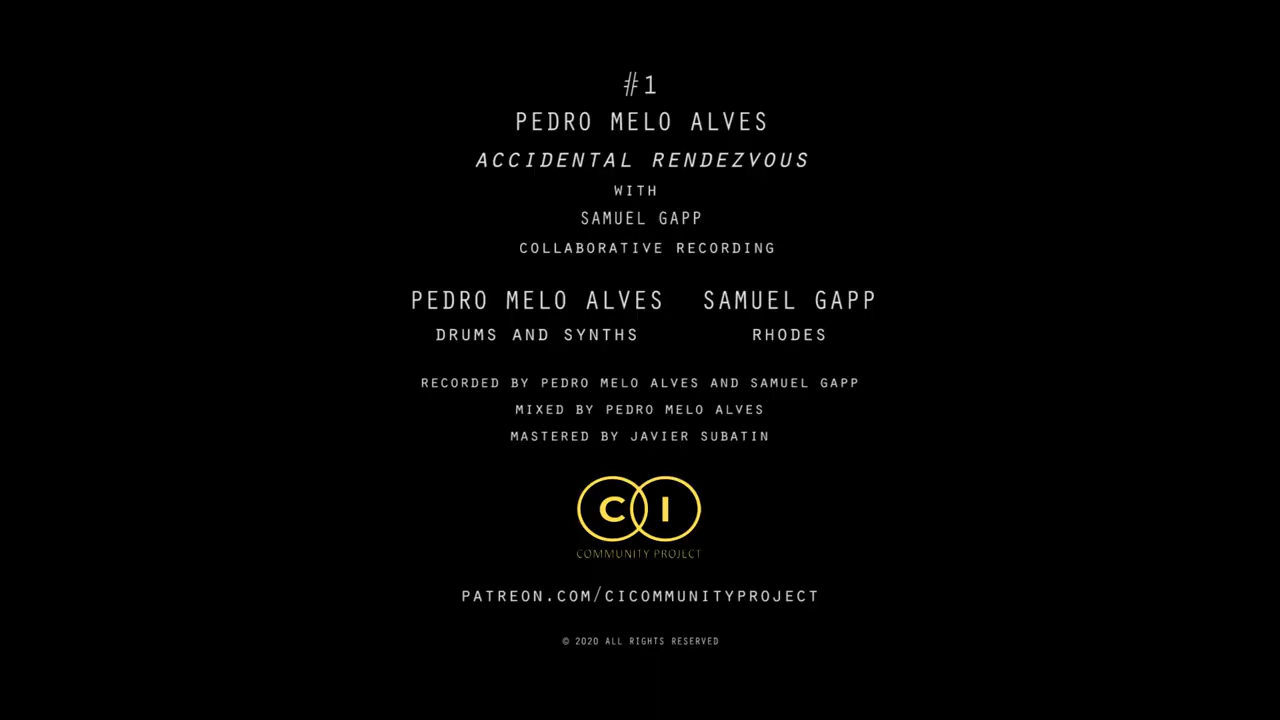 #1
PEDRO MELO ALVES
ACCIDENTAL RENDEZVOUS
WITH
SAMUEL GAPP
COLLABORATIVE RECORDING
PEDRO MELO ALVES SAMUEL GAPP
DRUMS AND SYNTHS RHODES
RECORDED BY PEDRO MELO ALVES AND SAMUEL GAPP
MIXED BY PEDRO MELO ALVES
MASTERED BY JAVIER SUBATIN
C I
COMMUNITY PROJECT
PATREON.COM/CICOMMUNITYPROJECT
© 2020 ALL RIGHTS RESERVED